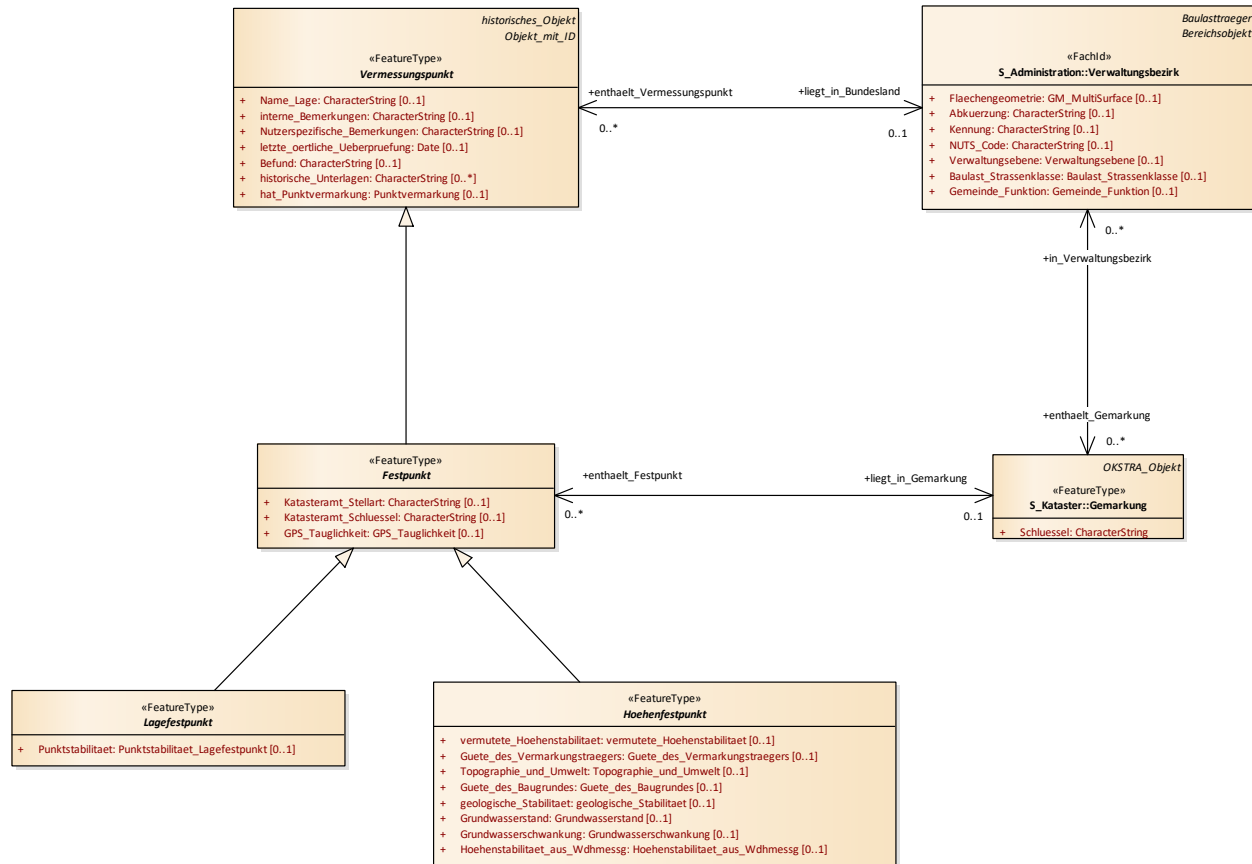 historisches_Objekt
Objekt_mit_ID
«FeatureType»
Vermessungspunkt
+ Name_Lage: CharacterString [0..1]
+ interne_Bemerkungen: CharacterString [0..1]
+ Nutzerspezifische_Bemerkungen: CharacterString [0..1]
+ letzte_oertliche_Ueberpruefung: Date [0..1]
+ Befund: CharacterString [0..1]
+ historische_Unterlagen: CharacterString [0..*]
+ hat_Punktvermarkung: Punktvermarkung [0..1]
+enthaelt_Vermessungspunkt
0..*
+liegt_in_Bundesland
0..1
Baulasttraeger
Bereichsobjekt
«FachId»
S_Administration::Verwaltungsbezirk
+ Flaechengeometrie: GM_MultiSurface [0..1]
+ Abkuerzung: CharacterString [0..1]
+ Kennung: CharacterString [0..1]
+ NUTS_Code: CharacterString [0..1]
+ Verwaltungsebene: Verwaltungsebene [0..1]
+ Baulast_Strassenklasse: Baulast_Strassenklasse [0..1]
+ Gemeinde_Funktion: Gemeinde_Funktion [0..1]
0..*
+in_Verwaltungsbezirk
+enthaelt_Gemarkung
0..*
«FeatureType»
Festpunkt
+ Katasteramt_Stellart: CharacterString [0..1]
+ Katasteramt_Schluessel: CharacterString [0..1]
+ GPS_Tauglichkeit: GPS_Tauglichkeit [0..1]
+enthaelt_Festpunkt
0..*
+liegt_in_Gemarkung
0..1
OKSTRA_Objekt
«FeatureType»
S_Kataster::Gemarkung
+ Schluessel: CharacterString
«FeatureType»
Lagefestpunkt
+ Punktstabilitaet: Punktstabilitaet_Lagefestpunkt [0..1]
«FeatureType»
Hoehenfestpunkt
+ vermutete_Hoehenstabilitaet: vermutete_Hoehenstabilitaet [0..1]
+ Guete_des_Vermarkungstraegers: Guete_des_Vermarkungstraegers [0..1]
+ Topographie_und_Umwelt: Topographie_und_Umwelt [0..1]
+ Guete_des_Baugrundes: Guete_des_Baugrundes [0..1]
+ geologische_Stabilitaet: geologische_Stabilitaet [0..1]
+ Grundwasserstand: Grundwasserstand [0..1]
+ Grundwasserschwankung: Grundwasserschwankung [0..1]
+ Hoehenstabilitaet_aus_Wdhmessg: Hoehenstabilitaet_aus_Wdhmessg [0..1]